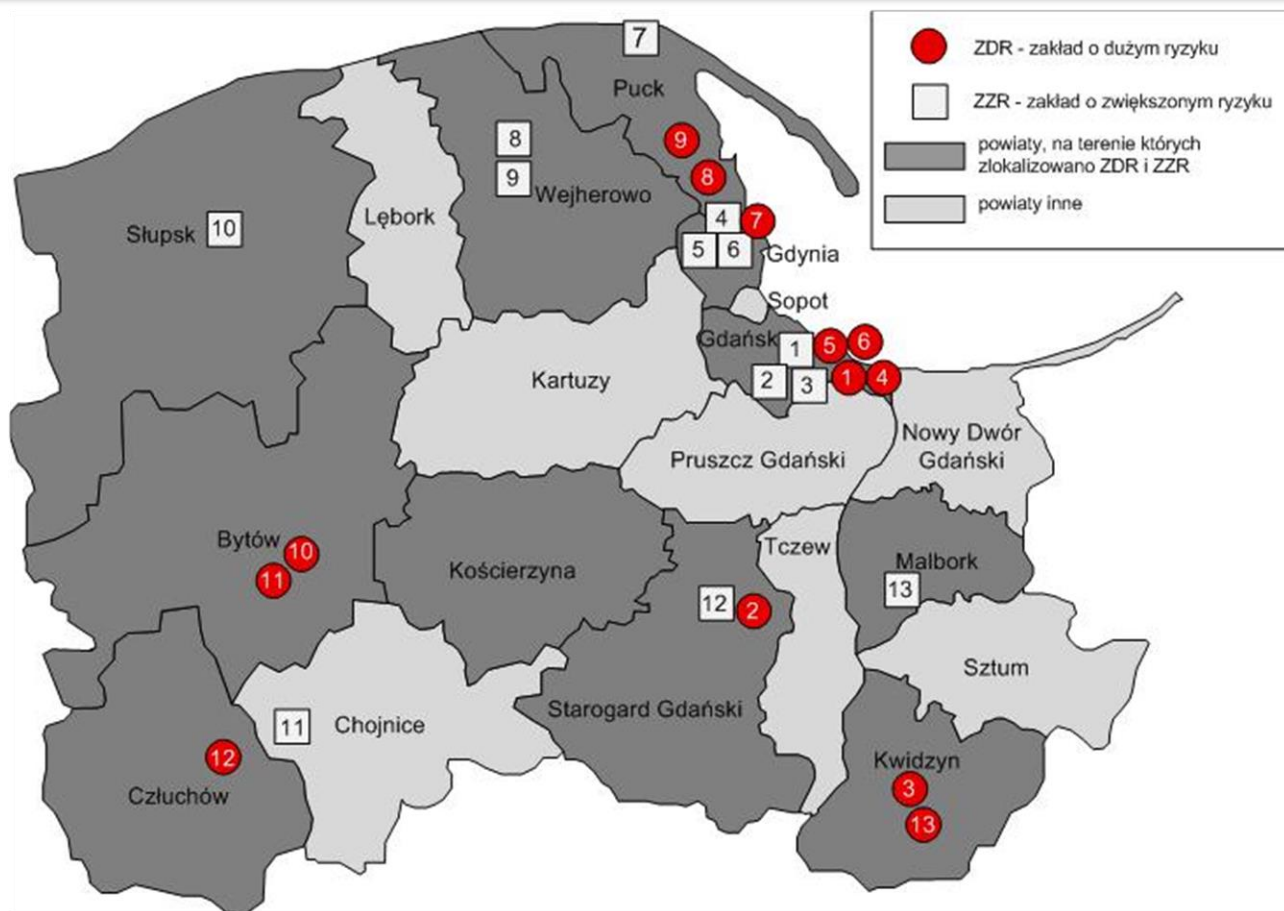 7
ZDR - zakład o dużym ryzyku
Puck
ZZR - zakład o zwiększonym ryzyku
8
9
powiaty, na terenie których
zlokalizowano ZDR i ZZR
9
8
Wejherowo
powiaty inne
Słupsk
10
Lębork
4
7
5
6
Gdynia
Sopot
Gdańsk
1
5
6
2
3
1
4
Kartuzy
Nowy Dwór
Gdański
Pruszcz Gdański
Bytów
10
11
Kościerzyna
Tczew
Malbork
13
12
2
Sztum
Starogard Gdański
11
Chojnice
12
Człuchów
Kwidzyn
3
13